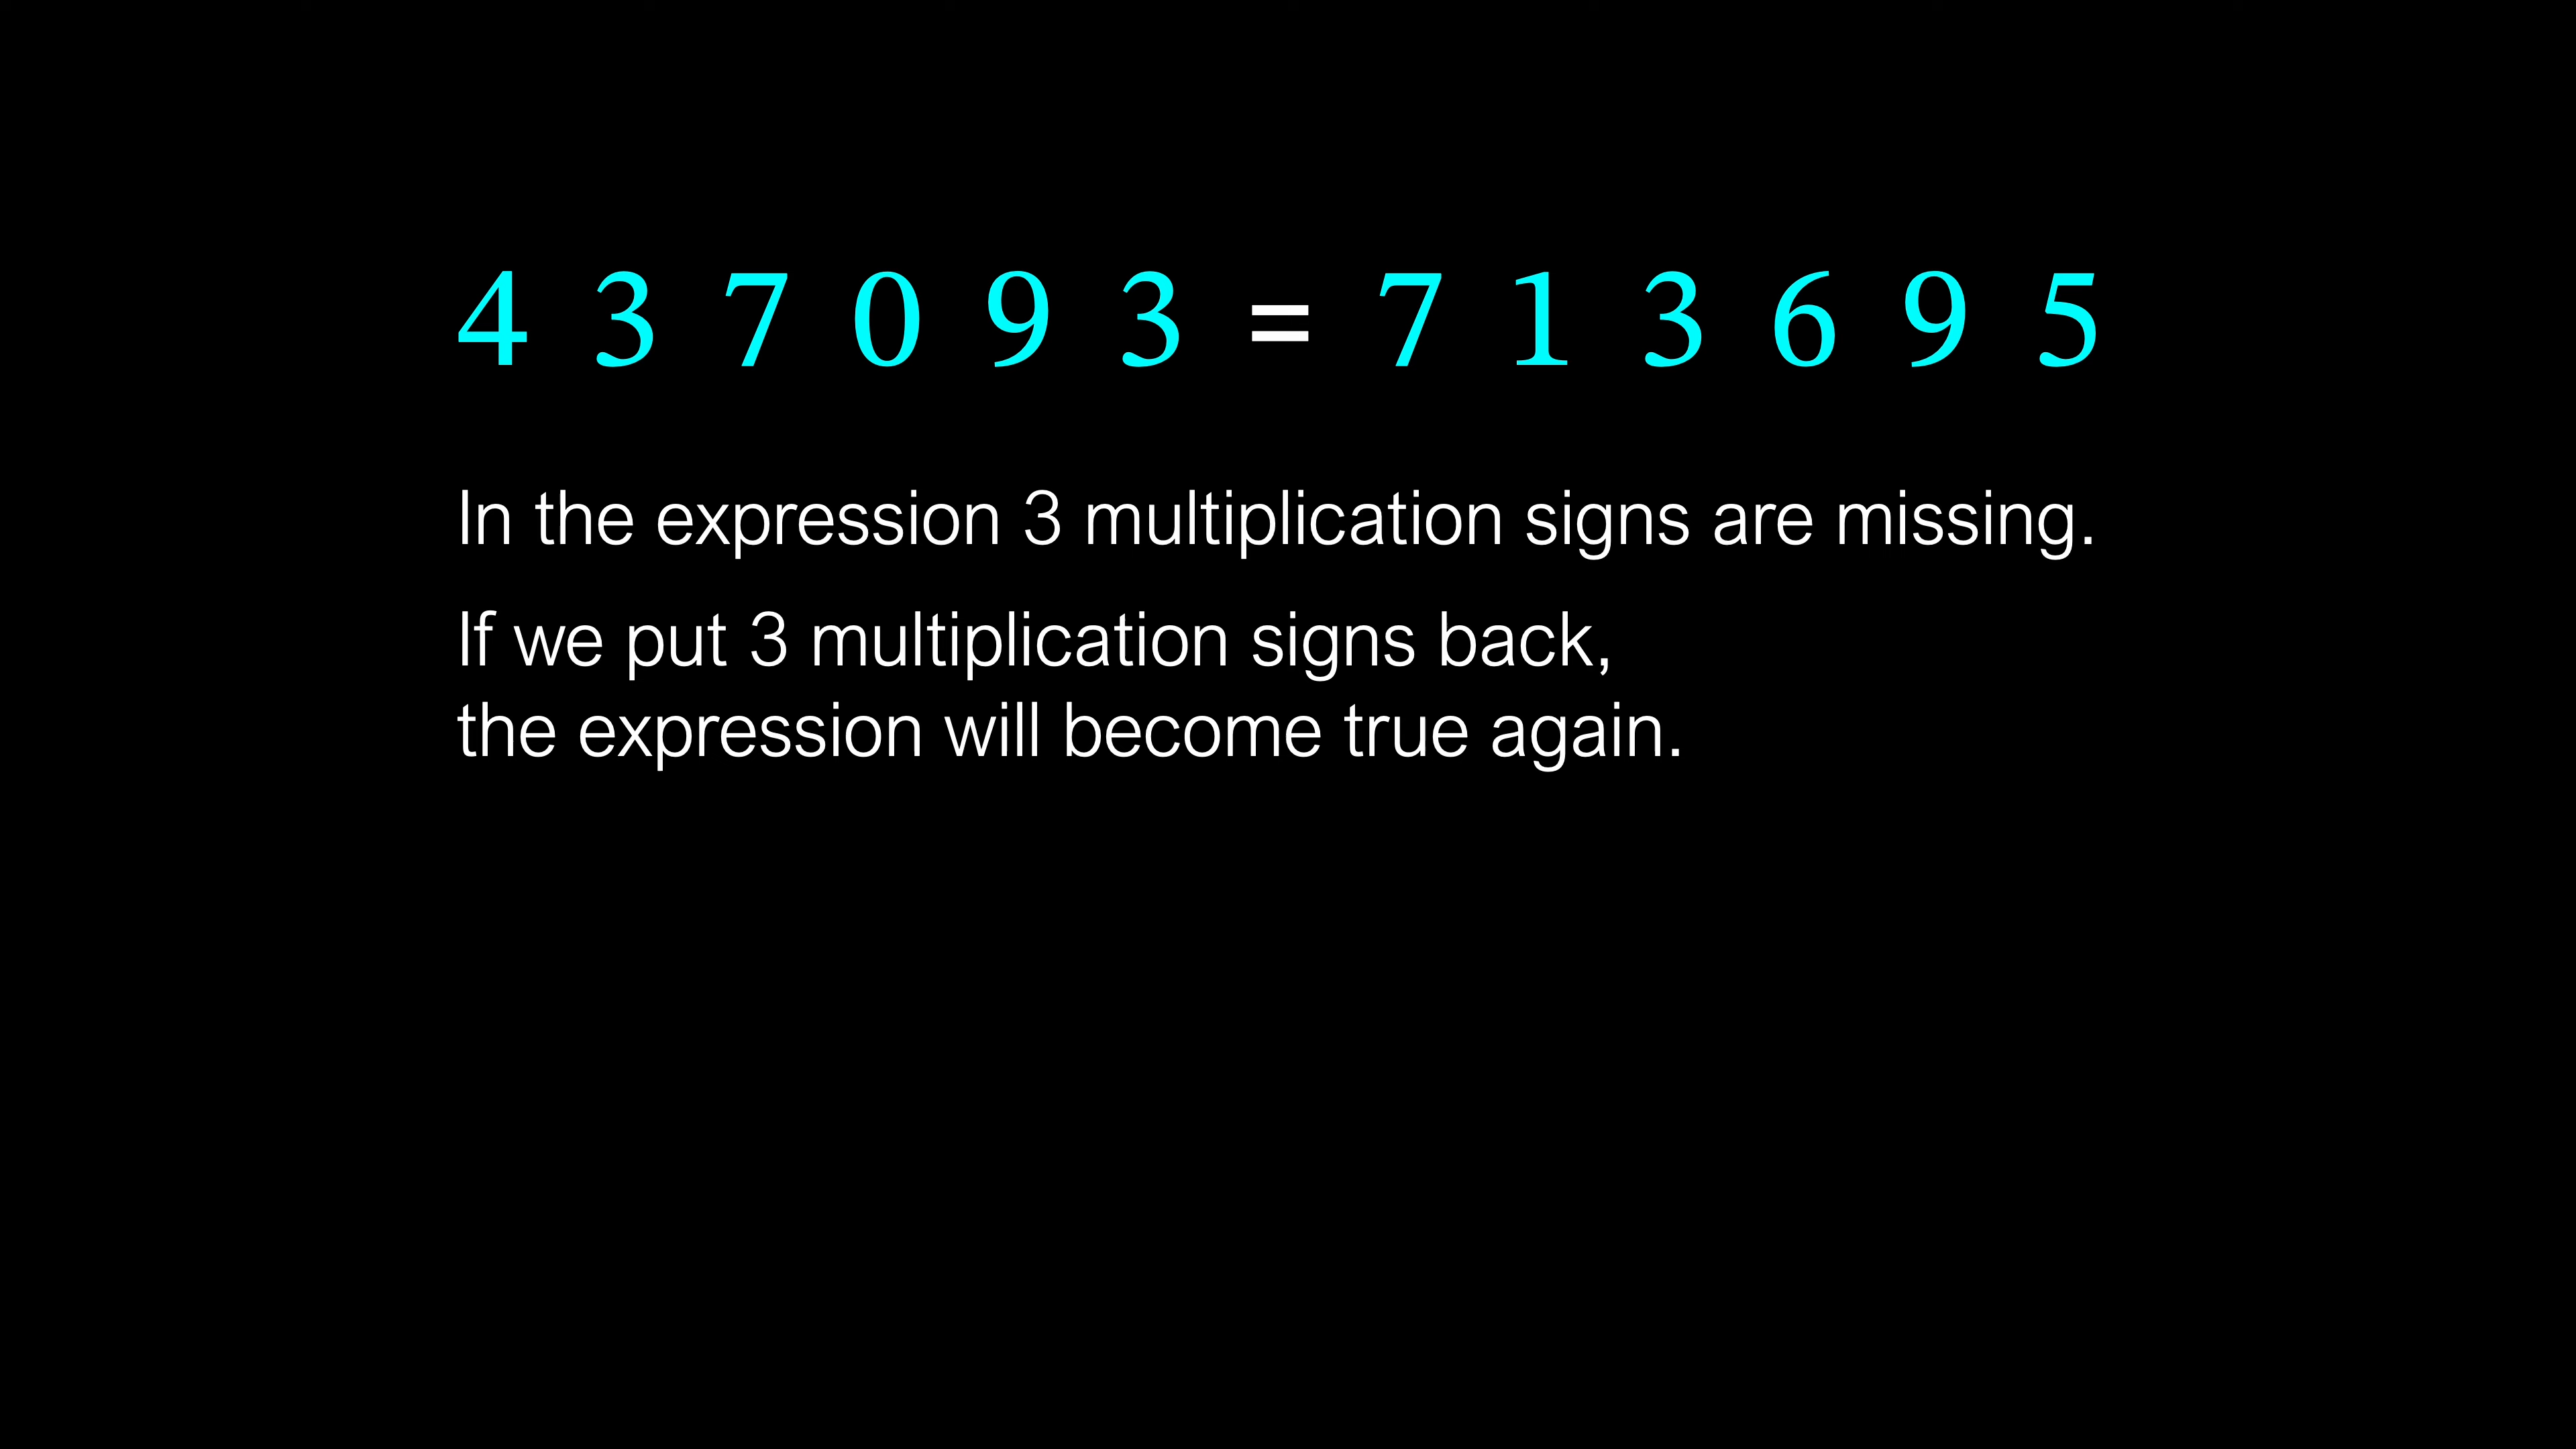 4 3 7 0 9 3 = 7 1 3 6 9 5
In the expression 3 multiplication signs are missing.
If we put 3 multiplication signs back,
the expression will become true again.